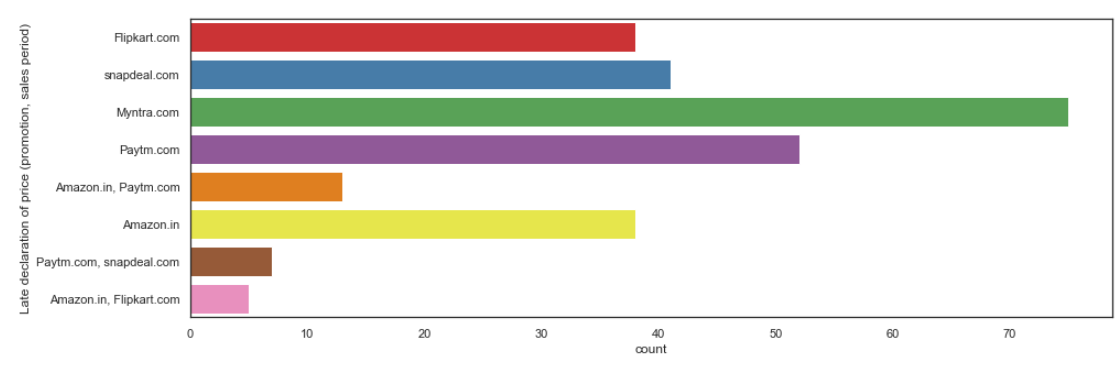 Late declaration of price (promotion, sales period)
Flipkart.com
snapdeal.com
Myntra.com
Paytm.com
Amazon.in, Paytm.com
Amazon.in
Paytm.com, snapdeal.com
Amazon.in, Flipkart.com
0 10 20 30 40 50 60 70
count